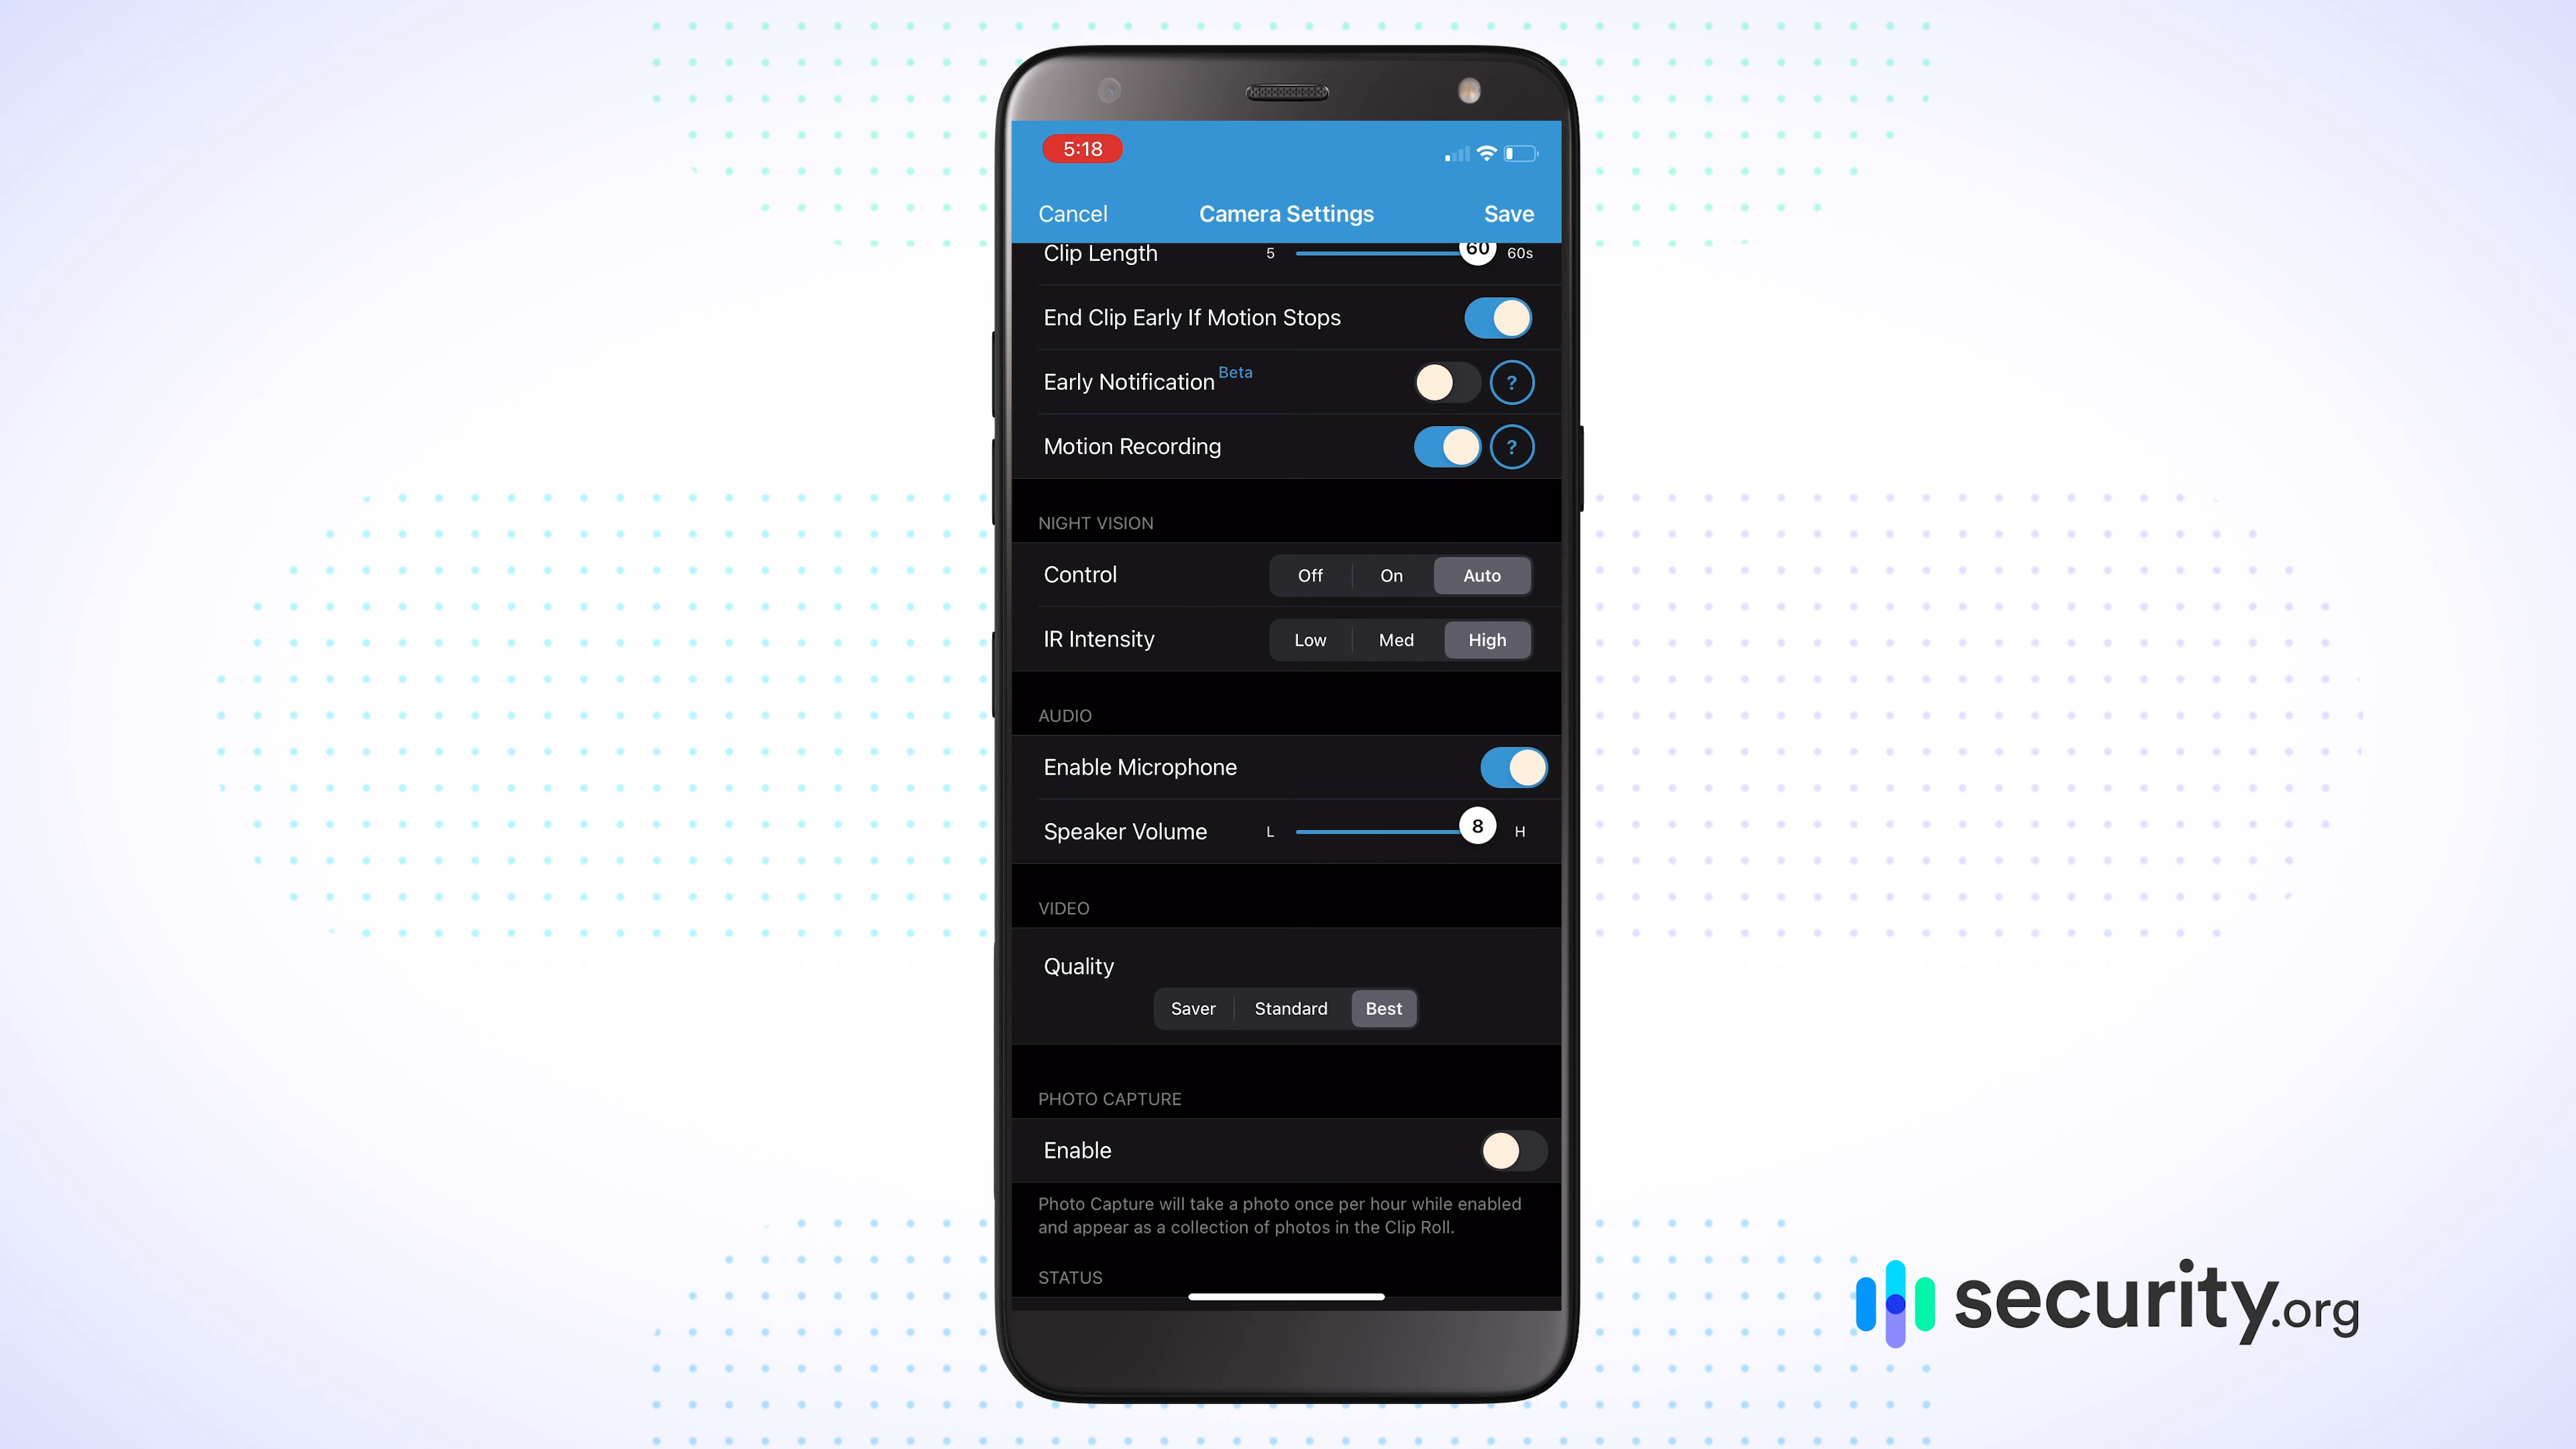 5:18
Cancel Camera Settings Save
Clip Length 5 60 60s
End Clip Early If Motion Stops
Early Notification Beta ?
Motion Recording ?
NIGHT VISION
Control Off On Auto
IR Intensity Low Med High
AUDIO
Enable Microphone
Speaker Volume L 8 H
VIDEO
Quality
Saver Standard Best
PHOTO CAPTURE
Enable
Photo Capture will take a photo once per hour while enabled
and appear as a collection of photos in the Clip Roll.
STATUS
security.org